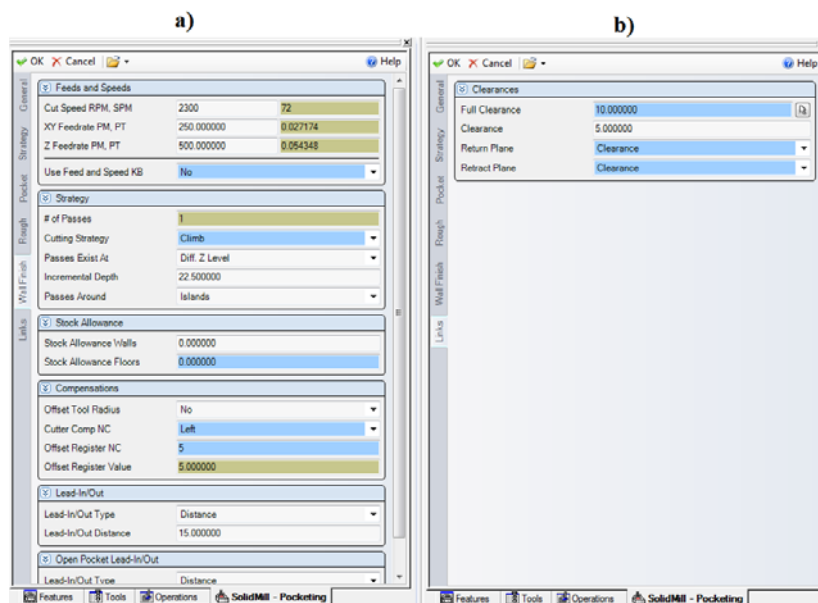 a)
OK Cancel Help
General
Strategy
Pocket
Rough
Wall Finish
Links
Feeds and Speeds
Cut Speed RPM, SPM 2300 72
XY Feedrate PM, PT 250.000000 0.027174
Z Feedrate PM, PT 500.000000 0.054348
Use Feed and Speed KB No
Strategy
# of Passes 1
Cutting Strategy Climb
Passes Exist At Diff. Z Level
Incremental Depth 22.500000
Passes Around Islands
Stock Allowance
Stock Allowance Walls 0.000000
Stock Allowance Floors 0.000000
Compensations
Offset Tool Radius No
Cutter Comp NC Left
Offset Register NC 5
Offset Register Value 5.000000
Lead-In/Out
Lead-In/Out Type Distance
Lead-In/Out Distance 15.000000
Open Pocket Lead-In/Out
Lead-In/Out Type Distance
Features Tools Operations SolidMill - Pocketing
b)
OK Cancel Help
General
Strategy
Pocket
Rough
Wall Finish
Links
Clearances
Full Clearance 10.000000
Clearance 5.000000
Return Plane Clearance
Retract Plane Clearance
Features Tools Operations SolidMill - Pocketing